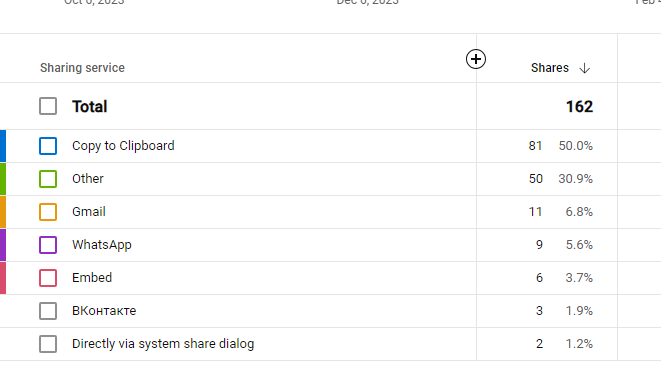 Oct 6, 2023 Dec 6, 2023 Feb
Sharing service Shares
Total 162
Copy to Clipboard 81 50.0%
Other 50 30.9%
Gmail 11 6.8%
WhatsApp 9 5.6%
Embed 6 3.7%
ВКонтакте 3 1.9%
Directly via system share dialog 2 1.2%